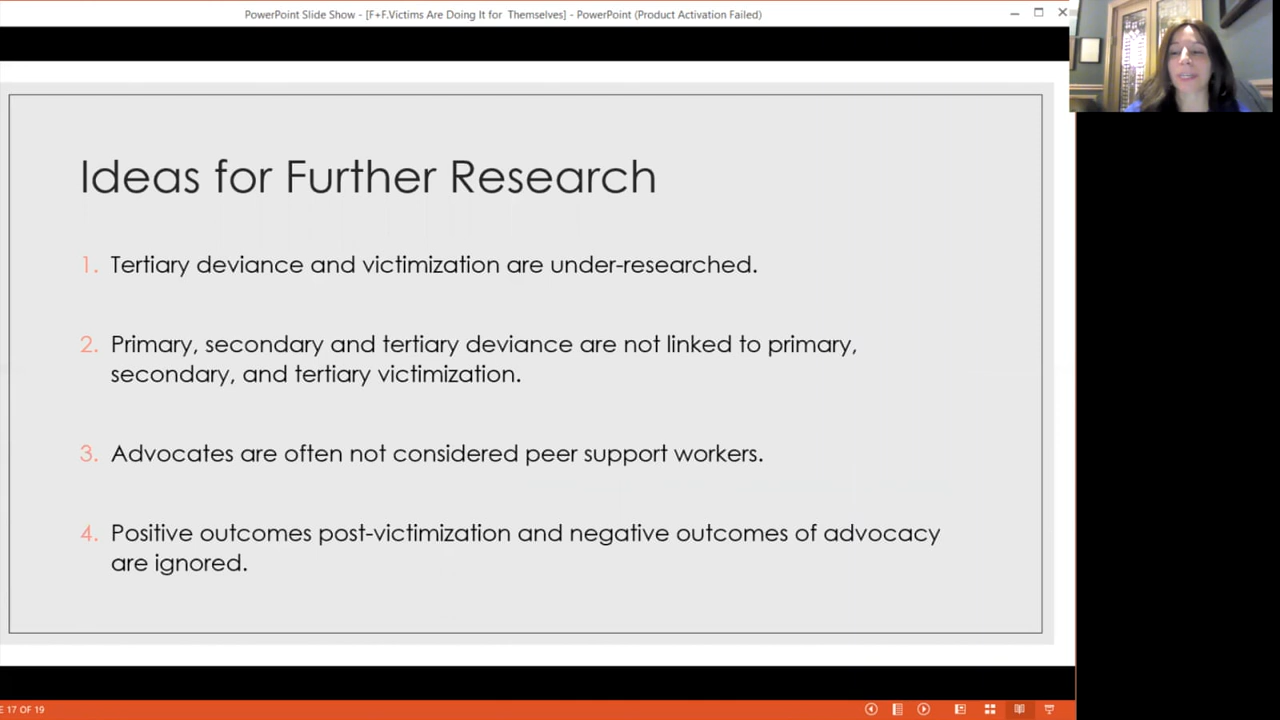 PowerPoint Slide Show - [F+F.Victims Are Doing It for Themselves] - PowerPoint (Product Activation Failed)
Ideas for Further Research
1. Tertiary deviance and victimization are under-researched.
2. Primary, secondary and tertiary deviance are not linked to primary,
secondary, and tertiary victimization.
3. Advocates are often not considered peer support workers.
4. Positive outcomes post-victimization and negative outcomes of advocacy
are ignored.
E 17 OF 19